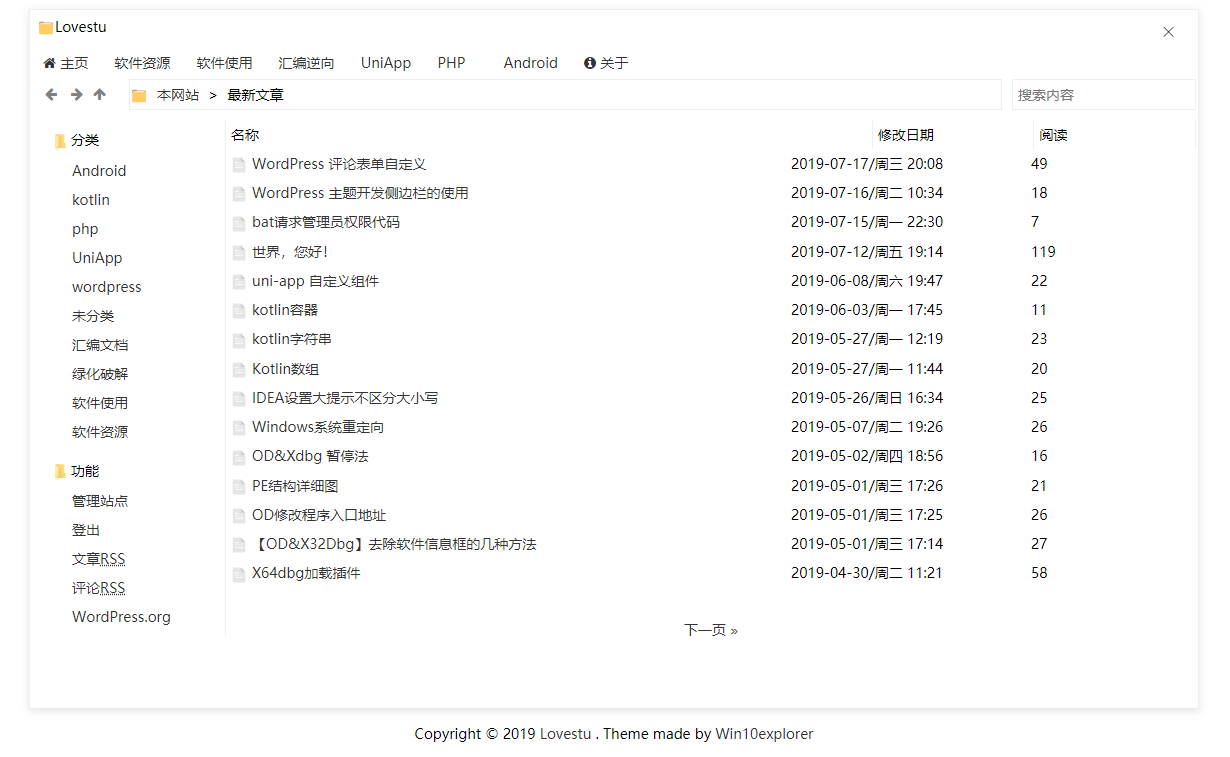 Lovestu
主页 软件资源 软件使用 汇编逆向 UniApp PHP Android 关于
本网站 > 最新文章 搜索内容
分类
Android
kotlin
php
UniApp
wordpress
未分类
汇编文档
绿化破解
软件使用
软件资源
功能
管理站点
登出
文章RSS
评论RSS
WordPress.org
名称 修改日期 阅读
WordPress 评论表单自定义 2019-07-17/周三 20:08 49
WordPress 主题开发侧边栏的使用 2019-07-16/周二 10:34 18
bat请求管理员权限代码 2019-07-15/周一 22:30 7
世界，您好！ 2019-07-12/周五 19:14 119
uni-app 自定义组件 2019-06-08/周六 19:47 22
kotlin容器 2019-06-03/周一 17:45 11
kotlin字符串 2019-05-27/周一 12:19 23
Kotlin数组 2019-05-27/周一 11:44 20
IDEA设置大提示不区分大小写 2019-05-26/周日 16:34 25
Windows系统重定向 2019-05-07/周二 19:26 26
OD&Xdbg 暂停法 2019-05-02/周四 18:56 16
PE结构详细图 2019-05-01/周三 17:26 21
OD修改程序入口地址 2019-05-01/周三 17:25 26
【OD&X32Dbg】去除软件信息框的几种方法 2019-05-01/周三 17:14 27
X64dbg加载插件 2019-04-30/周二 11:21 58
下一页 »
Copyright © 2019 Lovestu . Theme made by Win10explorer